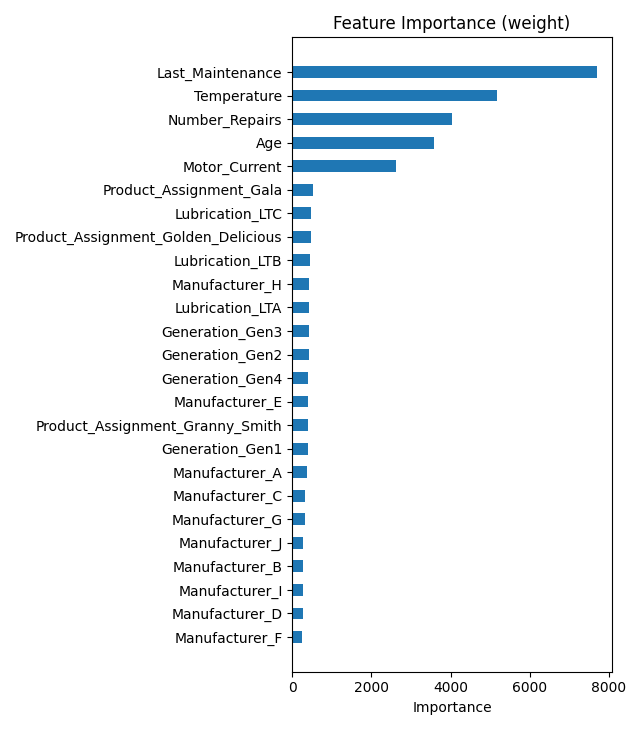 Feature Importance (weight)
Last_Maintenance
Temperature
Number_Repairs
Age
Motor_Current
Product_Assignment_Gala
Lubrication_LTC
Product_Assignment_Golden_Delicious
Lubrication_LTB
Manufacturer_H
Lubrication_LTA
Generation_Gen3
Generation_Gen2
Generation_Gen4
Manufacturer_E
Product_Assignment_Granny_Smith
Generation_Gen1
Manufacturer_A
Manufacturer_C
Manufacturer_G
Manufacturer_J
Manufacturer_B
Manufacturer_I
Manufacturer_D
Manufacturer_F
0 2000 4000 6000 8000
Importance